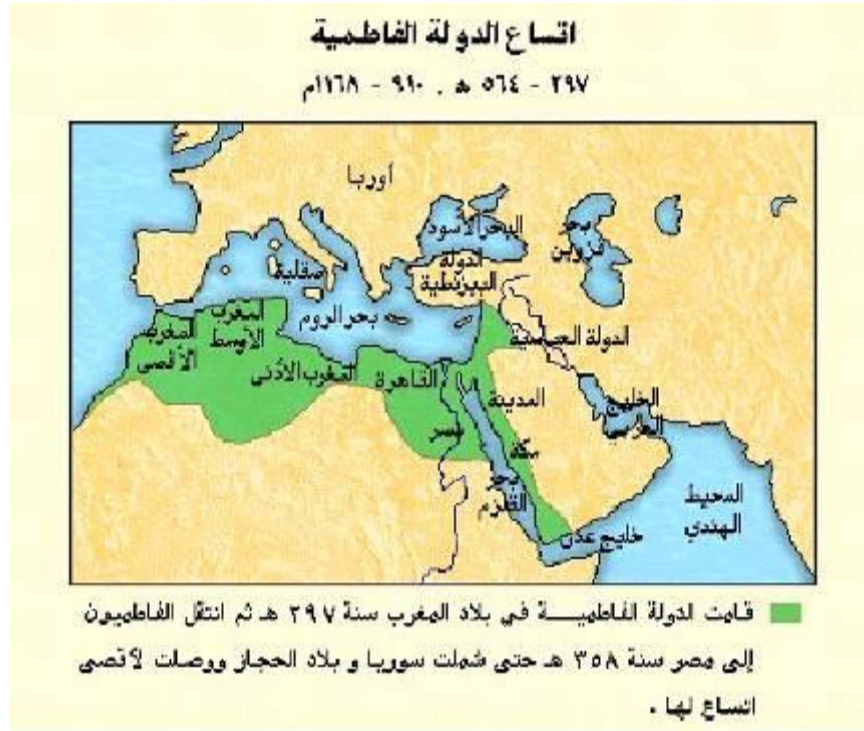 اتساع الدولة الفاطمية
٢٩٧ - ٥٦٤ هـ . ٩٩٠ - ١١٦٨م
أوربا
البحر الأسود
بحر
قزوين
الدولة
البيزنطية
صقلية
بحر الروم
الدولة العباسية
المغرب
الأقصى
المغرب
الأوسط
المغرب الأدنى
القاهرة
مصر
المدينة
مكة
بحر
القلزم
الخليج
العربي
المحيط
الهندي
خليج عدن
قامت الدولة الفاطمية في بلاد المغرب سنة ٢٩٧ هـ ثم انتقل الفاطميون
إلى مصر سنة ٣٥٨ هـ حتى شملت سوريا و بلاد الحجاز ووصلت لأقصى
اتساع لها .